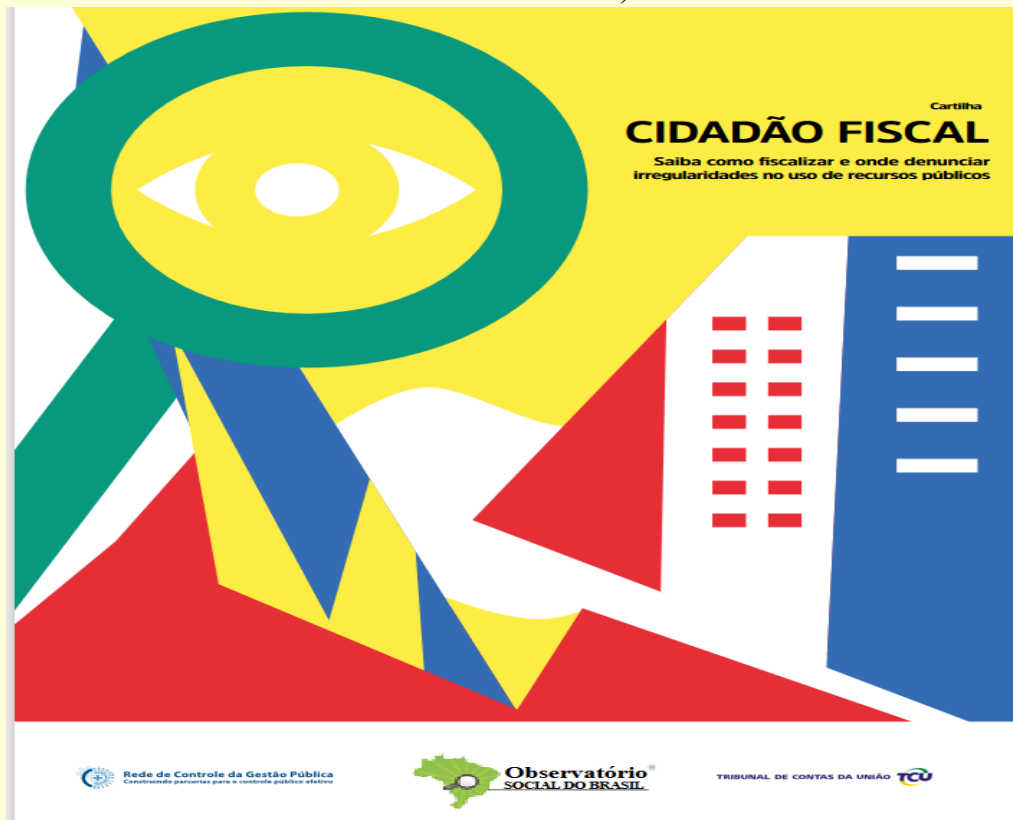 Cartilha
CIDADÃO FISCAL
Saiba como fiscalizar e onde denunciar
irregularidades no uso de recursos públicos
Rede de Controle da Gestão Pública
Construindo parcerias para o controle público efetivo
Observatório
SOCIAL DO BRASIL
TRIBUNAL DE CONTAS DA UNIÃO TCU